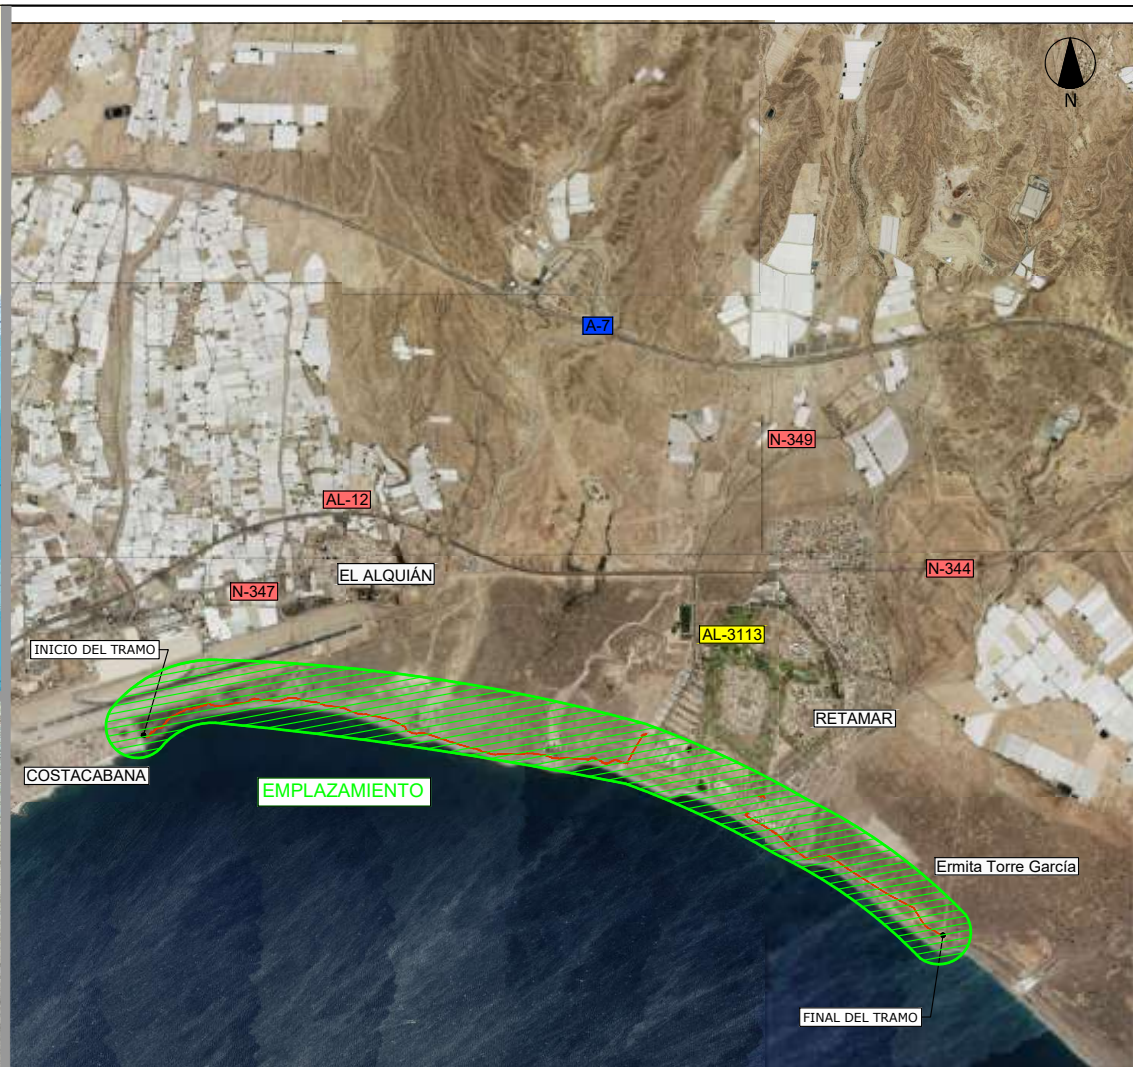 N
A-7
N-349
AL-12
N-344
EL ALQUIÁN
N-347
AL-3113
INICIO DEL TRAMO
RETAMAR
COSTACABANA
EMPLAZAMIENTO
Ermita Torre García
FINAL DEL TRAMO